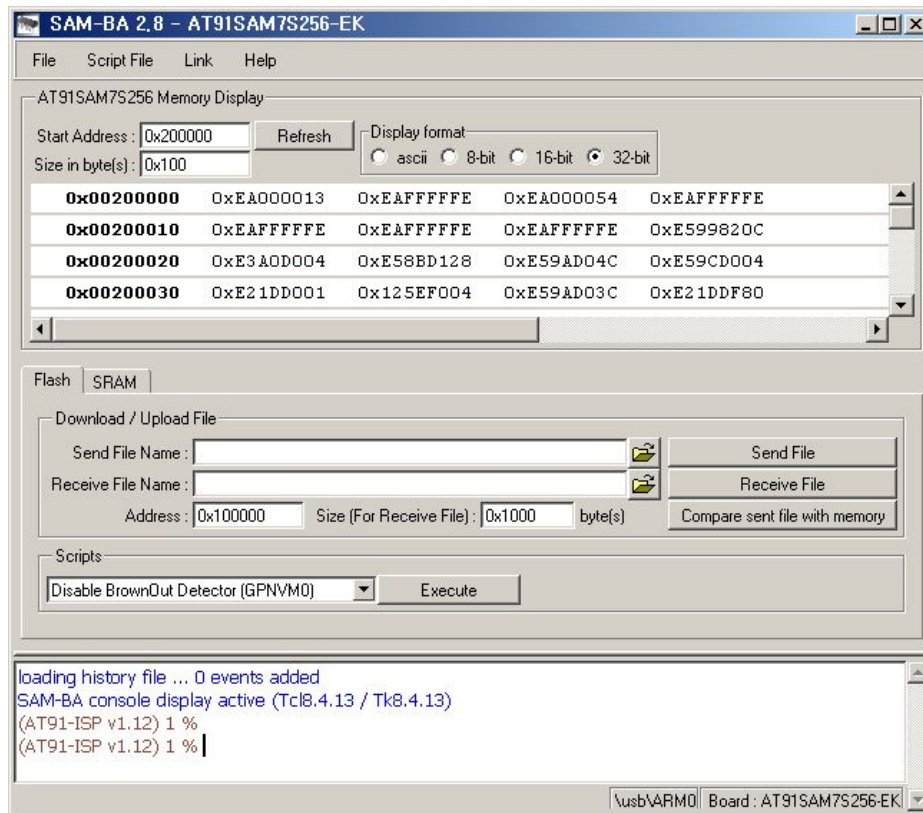 SAM-BA 2.8 - AT91SAM7S256-EK
File Script File Link Help
AT91SAM7S256 Memory Display
Start Address : 0x200000 Refresh
Size in byte(s) : 0x100
Display format
ascii 8-bit 16-bit 32-bit
0x00200000 0xEA000013 0xEAFFFFFE 0xEA000054 0xEAFFFFFE
0x00200010 0xEAFFFFFE 0xEAFFFFFE 0xEAFFFFFE 0xE599820C
0x00200020 0xE3A0D004 0xE58BD128 0xE59AD04C 0xE59CD004
0x00200030 0xE21DD001 0x125EF004 0xE59AD03C 0xE21DDF80
Flash SRAM
Download / Upload File
Send File Name : Send File
Receive File Name : Receive File
Address : 0x100000 Size (For Receive File) : 0x1000 byte(s) Compare sent file with memory
Scripts
Disable BrownOut Detector (GPNVM0) Execute
loading history file ... 0 events added
SAM-BA console display active (Tcl8.4.13 / Tk8.4.13)
(AT91-ISP v1.12) 1 %
(AT91-ISP v1.12) 1 %
\usb\ARM0 Board : AT91SAM7S256-EK